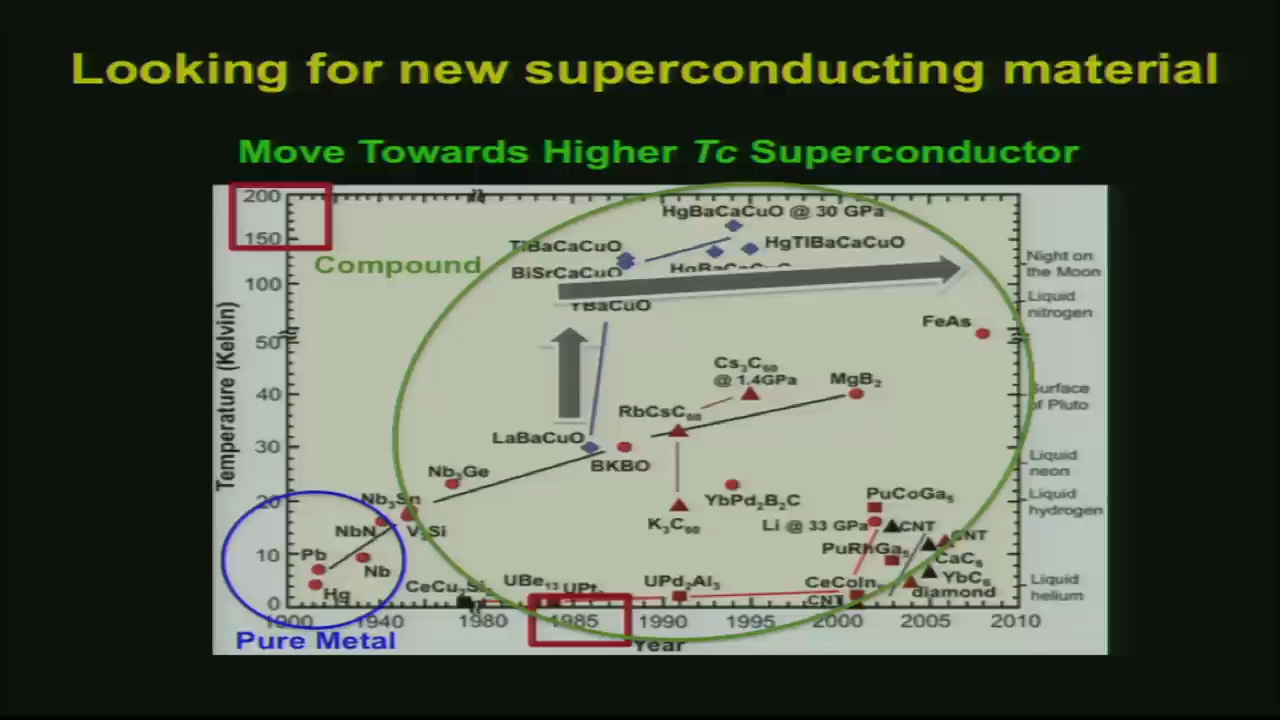 Looking for new superconducting material
Move Towards Higher Tc Superconductor
200
150
100
50
40
30
20
10
0
Temperature (Kelvin)
Compound
HgBaCaCuO @ 30 GPa
TlBaCaCuO
HgTlBaCaCuO
BiSrCaCuO
HgBaCaCuO
YBaCuO
FeAs
Cs₃C₆₀
@ 1.4GPa
MgB₂
RbCsC₆₀
LaBaCuO
BKBO
Nb₃Ge
Nb₃Sn
YbPd₂B₂C
PuCoGa₅
K₃C₆₀
Li @ 33 GPa
CNT
NbN
V₃Si
CNT
PuRhGa₅
Pb
CaC₆
Nb
CeCu₂Si₂
UBe₁₃
UPd₂Al₃
CeCoIn₅
YbC₆
Hg
diamond
CNT
Night on
the Moon
Liquid
nitrogen
Surface
of Pluto
Liquid
neon
Liquid
hydrogen
Liquid
helium
1900
1940
1980
1985
1990
1995
2000
2005
2010
Pure Metal
Year